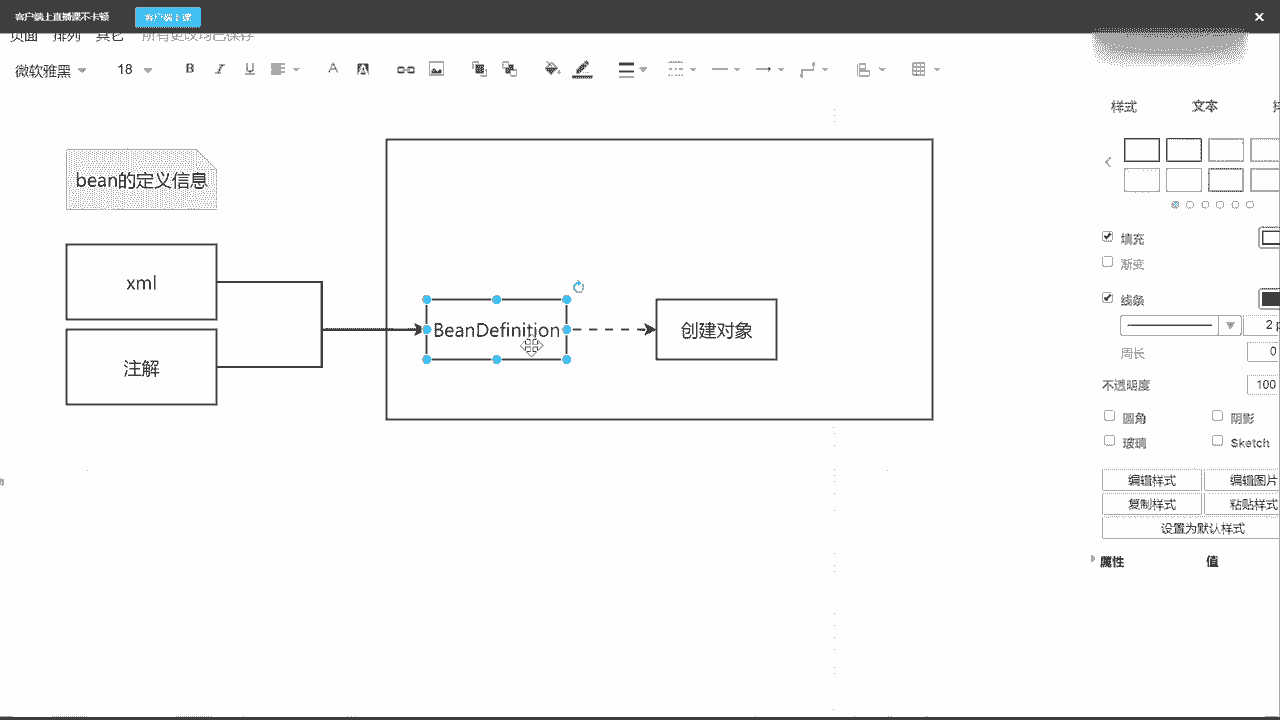 客户端上直播课不卡顿
客户端上课
页面 排列 其它 所有更改均已保存
微软雅黑 18
样式 文本
bean的定义信息
xml
注解
BeanDefinition
创建对象
填充
渐变
线条
2 p
周长 0
不透明度 100
圆角 阴影
玻璃 Sketch
编辑样式 编辑图片
复制样式 粘贴样式
设置为默认样式
属性 值